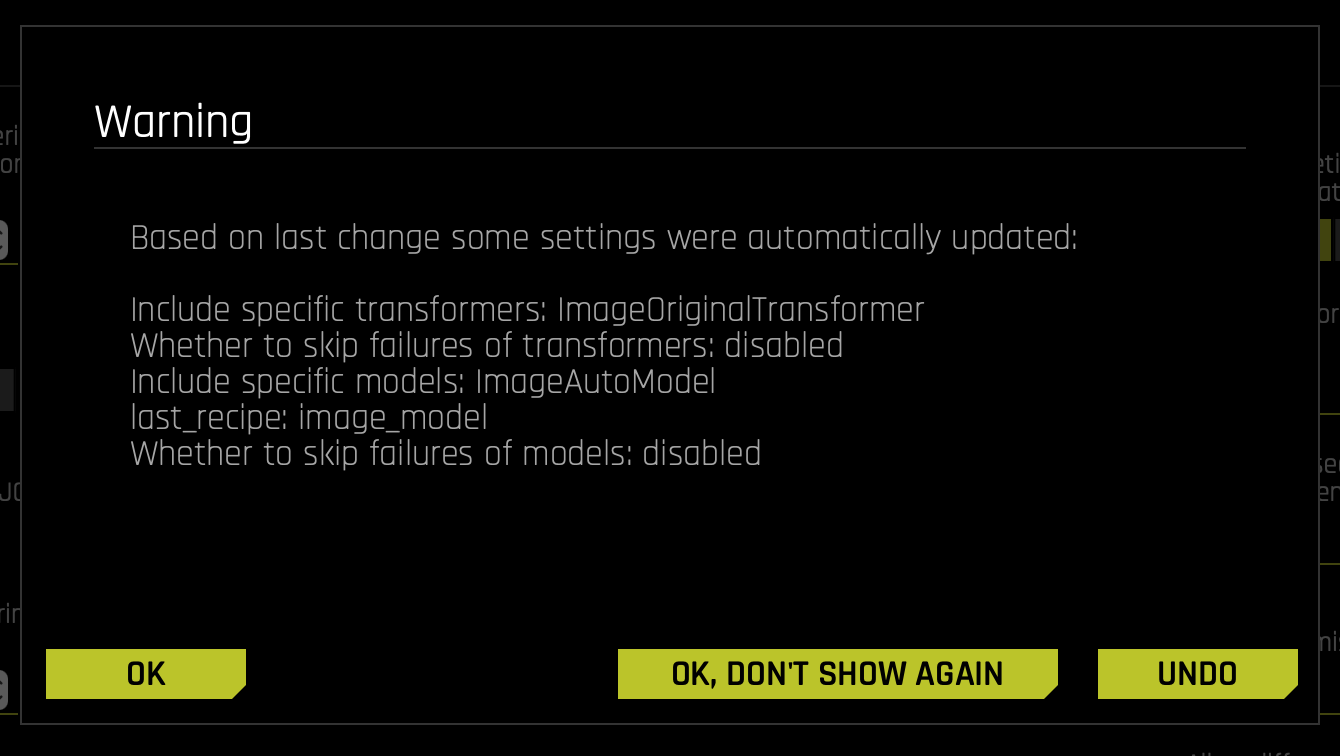 Warning
Based on last change some settings were automatically updated:
Include specific transformers: ImageOriginalTransformer
Whether to skip failures of transformers: disabled
Include specific models: ImageAutoModel
last_recipe: image_model
Whether to skip failures of models: disabled
OK
OK, DON'T SHOW AGAIN
UNDO